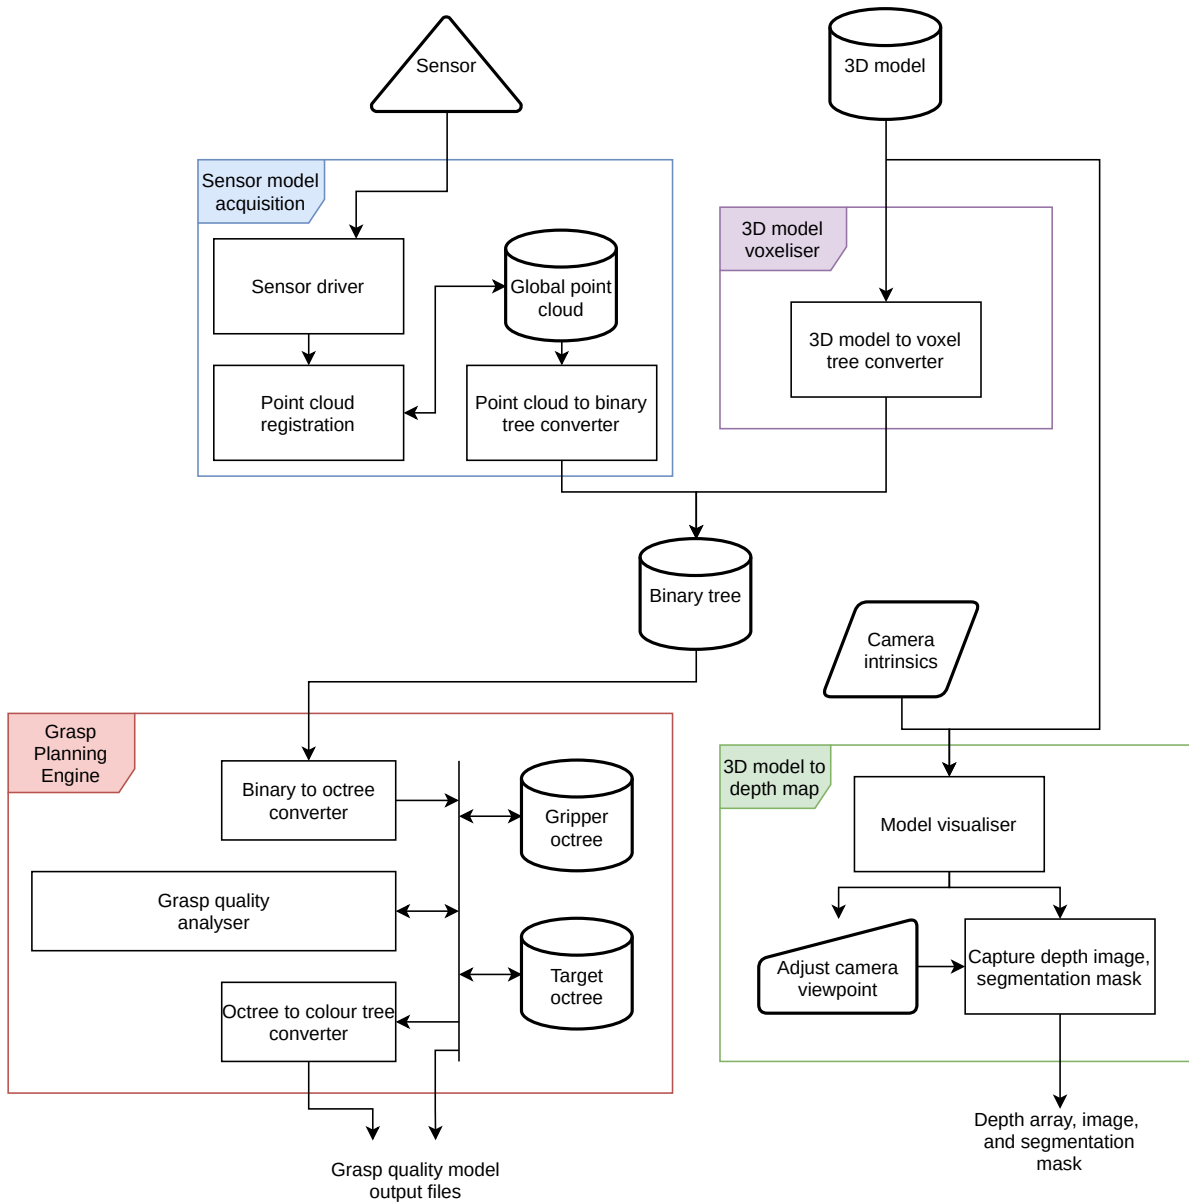 Sensor
3D model
Sensor model
acquisition
Sensor driver
Global point
cloud
Point cloud
registration
Point cloud to binary
tree converter
3D model
voxeliser
3D model to voxel
tree converter
Binary tree
Camera
intrinsics
Grasp
Planning
Engine
Binary to octree
converter
Gripper
octree
Grasp quality
analyser
Target
octree
Octree to colour tree
converter
Grasp quality model
output files
3D model to
depth map
Model visualiser
Adjust camera
viewpoint
Capture depth image,
segmentation mask
Depth array, image,
and segmentation
mask